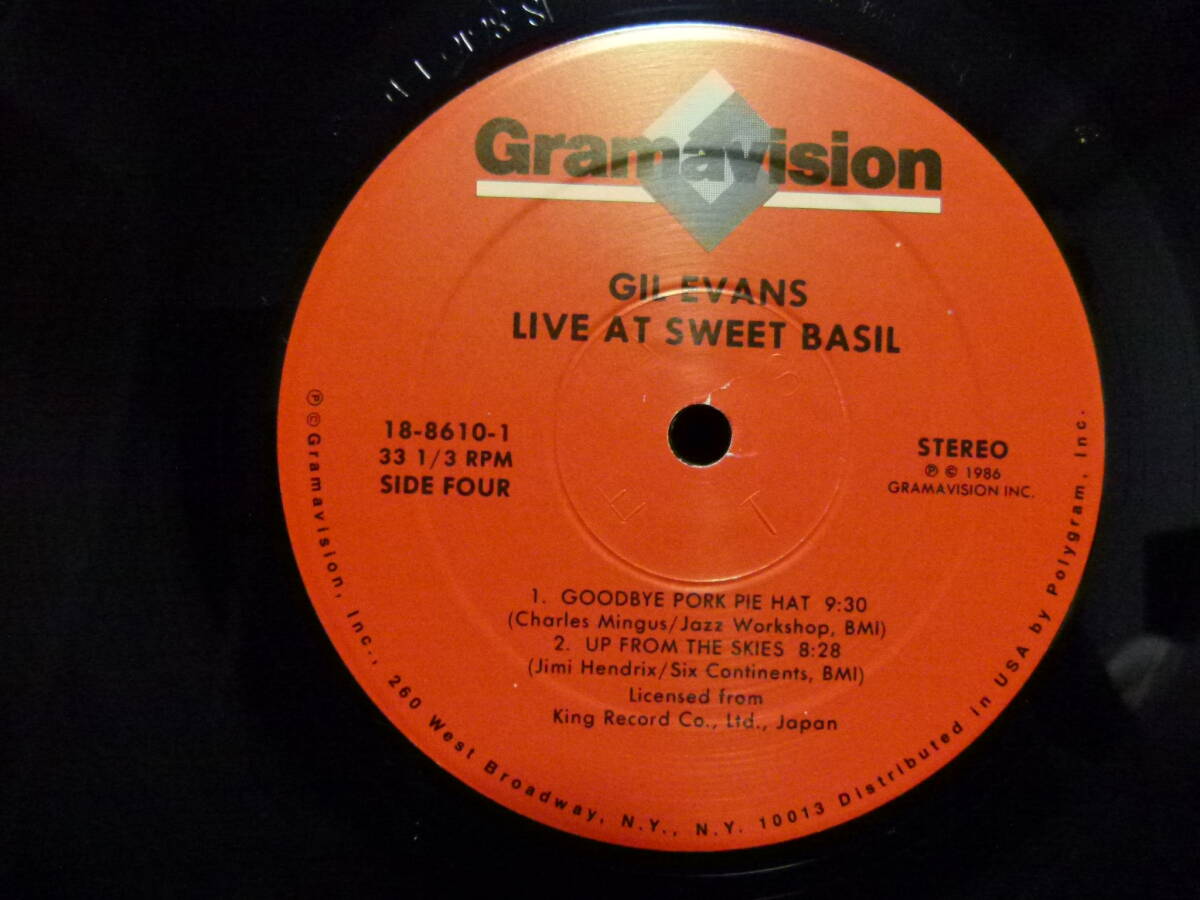 Gramavision
GIL EVANS
LIVE AT SWEET BASIL
18-8610-1
33 1/3 RPM
SIDE FOUR
STEREO
℗ © 1986
GRAMAVISION INC.
1. GOODBYE PORK PIE HAT 9:30
(Charles Mingus/Jazz Workshop, BMI)
2. UP FROM THE SKIES 8:28
(Jimi Hendrix/Six Continents, BMI)
Licensed from
King Record Co., Ltd., Japan
℗ © Gramavision, Inc., 260 West Broadway, N.Y., N.Y. 10013 Distributed in USA by Polygram, Inc.